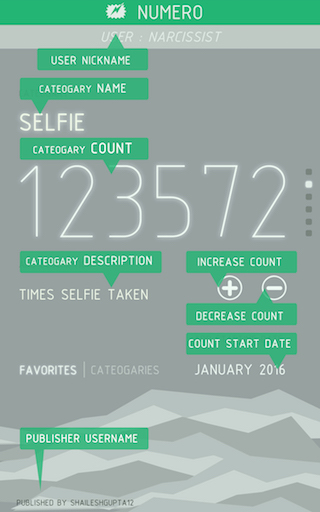 NUMERO
USER : NARCISSIST
USER NICKNAME
CATEOGARY NAME
SELFIE
CATEOGARY COUNT
123572
CATEOGARY DESCRIPTION
INCREASE COUNT
TIMES SELFIE TAKEN
DECREASE COUNT
COUNT START DATE
FAVORITES | CATEOGARIES
JANUARY 2016
PUBLISHER USERNAME
PUBLISHED BY SHAILESHGUPTA12